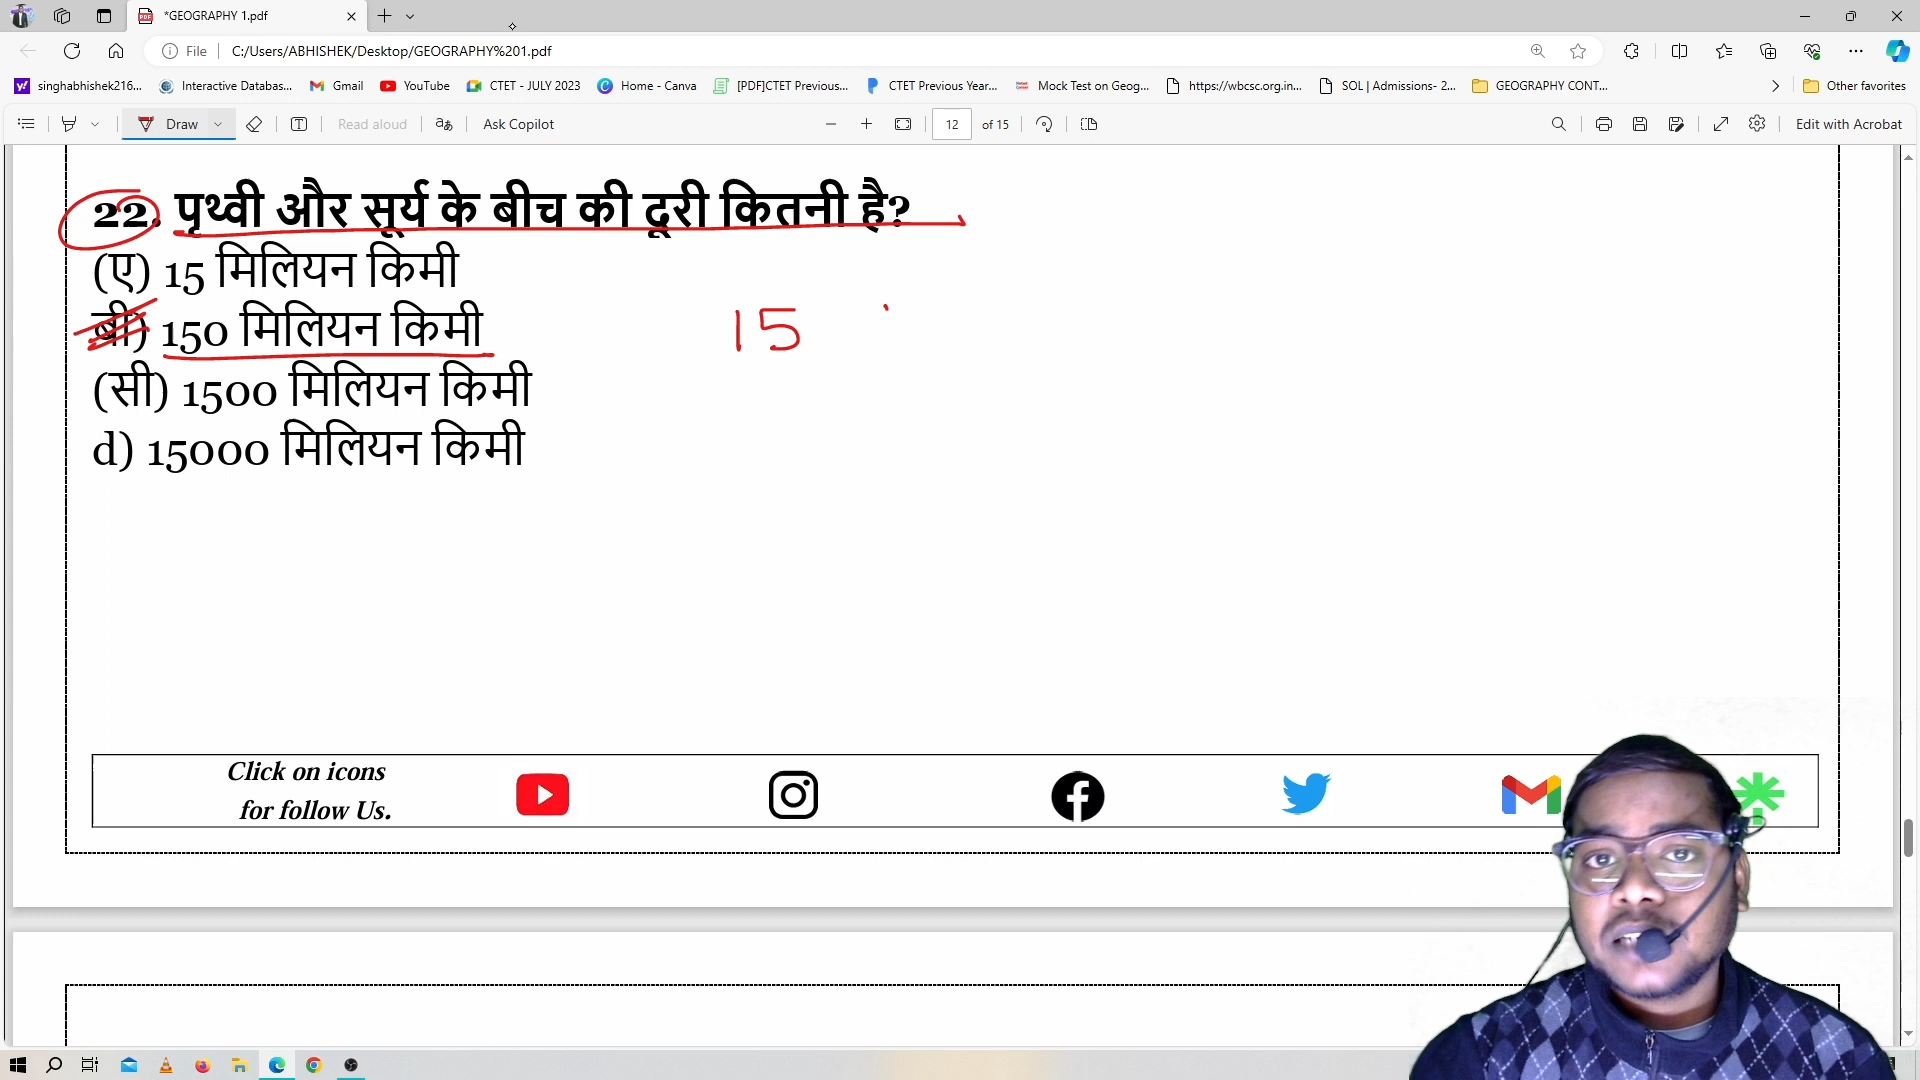 *GEOGRAPHY 1.pdf
File C:/Users/ABHISHEK/Desktop/GEOGRAPHY%201.pdf
singhabhishek216... Interactive Databas... Gmail YouTube CTET - JULY 2023 Home - Canva [PDF]CTET Previous... CTET Previous Year... Mock Test on Geog... https://wbcsc.org.in... SOL | Admissions- 2... GEOGRAPHY CONT... Other favorites
Draw Read aloud Ask Copilot 12 of 15 Edit with Acrobat
22. पृथ्वी और सूर्य के बीच की दूरी कितनी है?
(ए) 15 मिलियन किमी
बी) 150 मिलियन किमी
15
(सी) 1500 मिलियन किमी
d) 15000 मिलियन किमी
Click on icons
for follow Us.